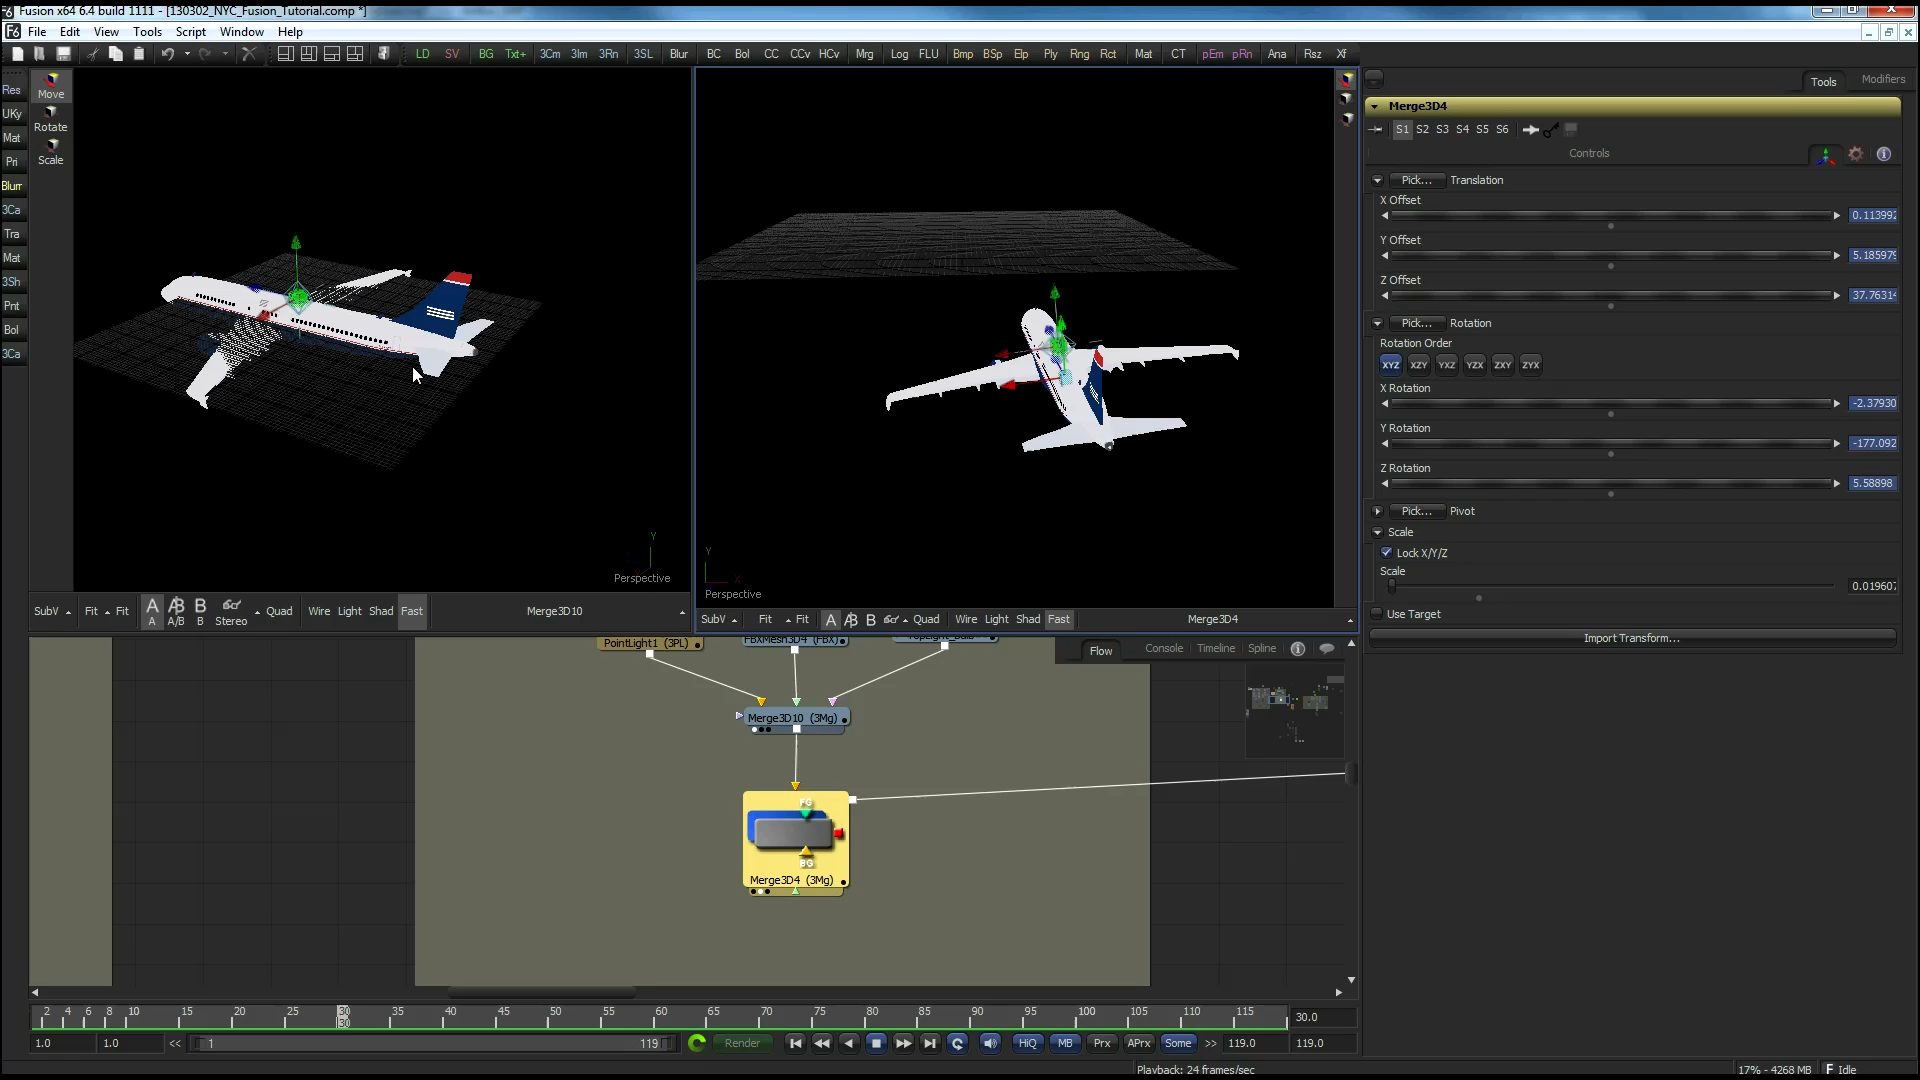 Fusion x64 6.4 build 1111 - [130302_NYC_Fusion_Tutorial.comp *]
File Edit View Tools Script Window Help
LD SV BG Txt+ 3Cm 3Im 3Rn 3SL Blur BC Bol CC CCv HCv Mrg Log FLU Bmp BSp Elp Ply Rng Rct Mat CT pEm pRn Ana Rsz Xf
Res
UKy
Mat
Pri
Blurr
3Ca
Tra
Mat
3Sh
Pnt
Bol
3Ca
Move
Rotate
Scale
Y
Perspective
Y
X
Perspective
SubV Fit Fit A A A/B A/B B B Stereo Quad Wire Light Shad Fast Merge3D10
SubV Fit Fit A A/B B Quad Wire Light Shad Fast Merge3D4
Tools Modifiers
Merge3D4
S1 S2 S3 S4 S5 S6
Controls
Pick... Translation
X Offset
0.113992
Y Offset
5.185979
Z Offset
37.76314
Pick... Rotation
Rotation Order
XYZ XZY YXZ YZX ZXY ZYX
X Rotation
-2.37930
Y Rotation
-177.092
Z Rotation
5.58898
Pick... Pivot
Scale
Lock X/Y/Z
Scale
0.019607
Use Target
Import Transform...
Flow Console Timeline Spline
PointLight1 (3PL)
FBXMesh3D4 (FBX)
Merge3D10 (3Mg)
FG
BG
Merge3D4 (3Mg)
2 4 6 8 10 15 20 25 30 35 40 45 50 55 60 65 70 75 80 85 90 95 100 105 110 115
30
30.0
1.0 1.0 << 1 119 Render HiQ MB Prx APrx Some >> 119.0 119.0
Playback: 24 frames/sec
17% - 4268 MB
F Idle